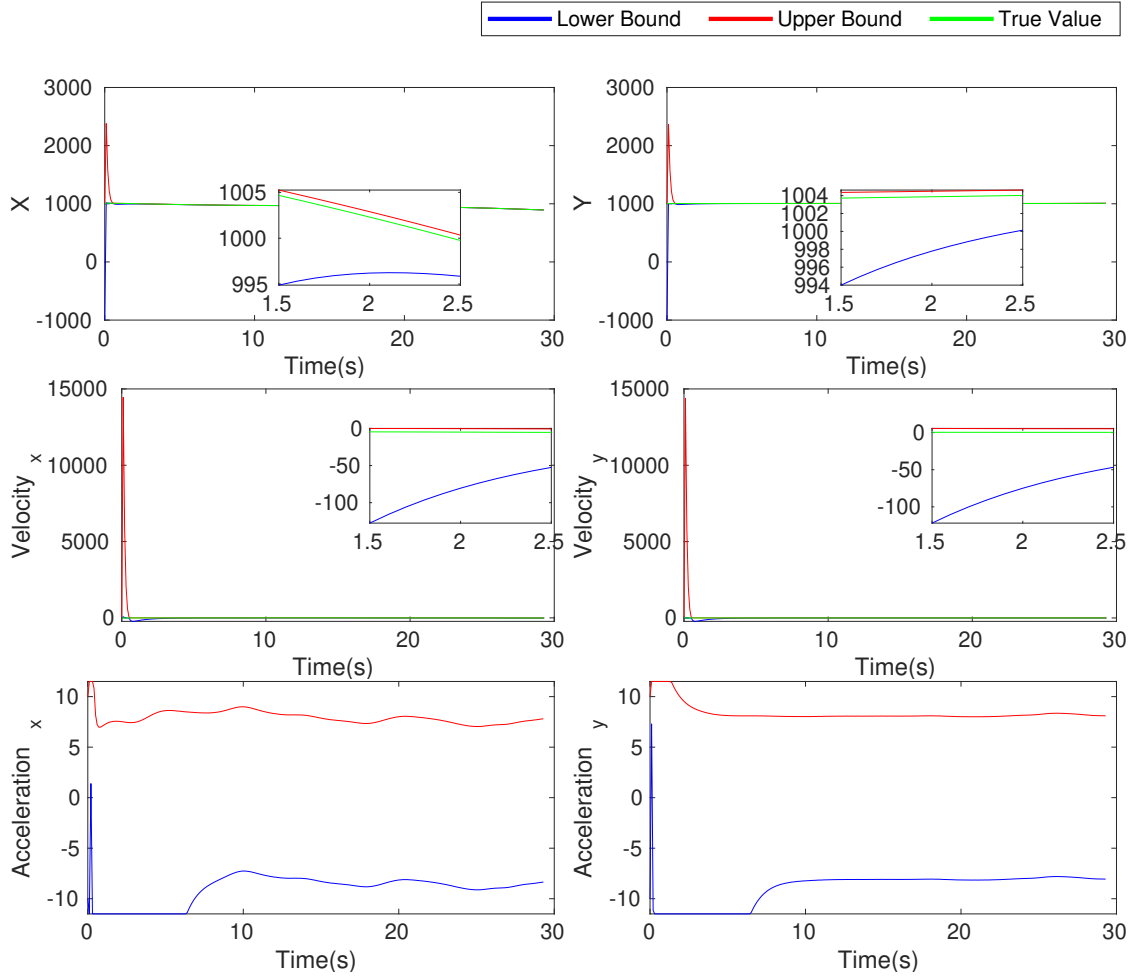 Lower Bound Upper Bound True Value
3000
2000
1000
0
-1000
X
0 10 20 30
Time(s)
1005
1000
995
1.5 2 2.5
3000
2000
1000
0
-1000
Y
0 10 20 30
Time(s)
1004
1002
1000
998
996
994
1.5 2 2.5
15000
10000
5000
0
Velocity x
0 10 20 30
Time(s)
0
-50
-100
1.5 2 2.5
15000
10000
5000
0
Velocity y
0 10 20 30
Time(s)
0
-50
-100
1.5 2 2.5
10
5
0
-5
-10
Acceleration x
0 10 20 30
Time(s)
10
5
0
-5
-10
Acceleration y
0 10 20 30
Time(s)